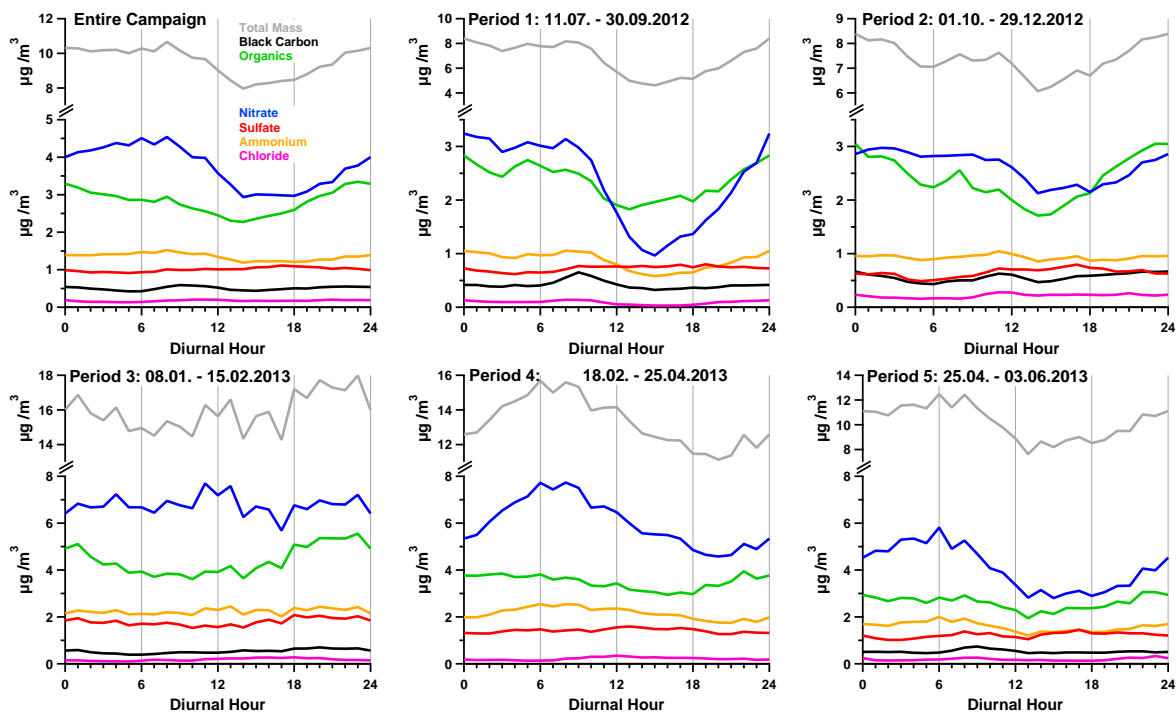 Entire Campaign
Total Mass
Black Carbon
Organics
Nitrate
Sulfate
Ammonium
Chloride
µg /m³
12
10
8
µg /m³
5
4
3
2
1
0
0 6 12 18 24
Diurnal Hour
Period 1: 11.07. - 30.09.2012
µg /m³
10
8
6
4
2
0
µg /m³
3
2
1
0
0 6 12 18 24
Diurnal Hour
Period 2: 01.10. - 29.12.2012
µg /m³
9
8
7
6
µg /m³
3
2
1
0
0 6 12 18 24
Diurnal Hour
Period 3: 08.01. - 15.02.2013
µg /m³
18
16
14
µg /m³
8
6
4
2
0
0 6 12 18 24
Diurnal Hour
Period 4: 18.02. - 25.04.2013
µg /m³
16
14
12
µg /m³
8
6
4
2
0
0 6 12 18 24
Diurnal Hour
Period 5: 25.04. - 03.06.2013
µg /m³
14
12
10
8
µg /m³
8
6
4
2
0
0 6 12 18 24
Diurnal Hour